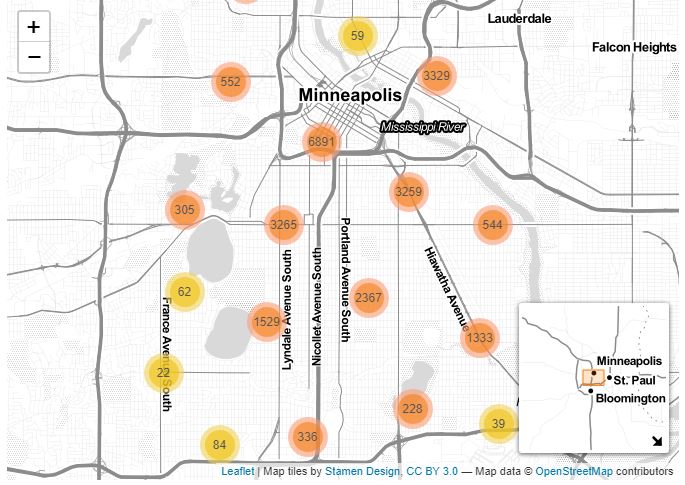 +
−
Lauderdale
59
Falcon Heights
552
3329
Minneapolis
Mississippi River
6891
3259
305
3265
544
Portland Avenue South
Hiawatha Avenue
Lyndale Avenue South
Nicollet Avenue South
62
France Avenue South
2367
1529
1333
Minneapolis
St. Paul
Bloomington
22
228
39
336
84
Leaflet | Map tiles by Stamen Design, CC BY 3.0 — Map data © OpenStreetMap contributors